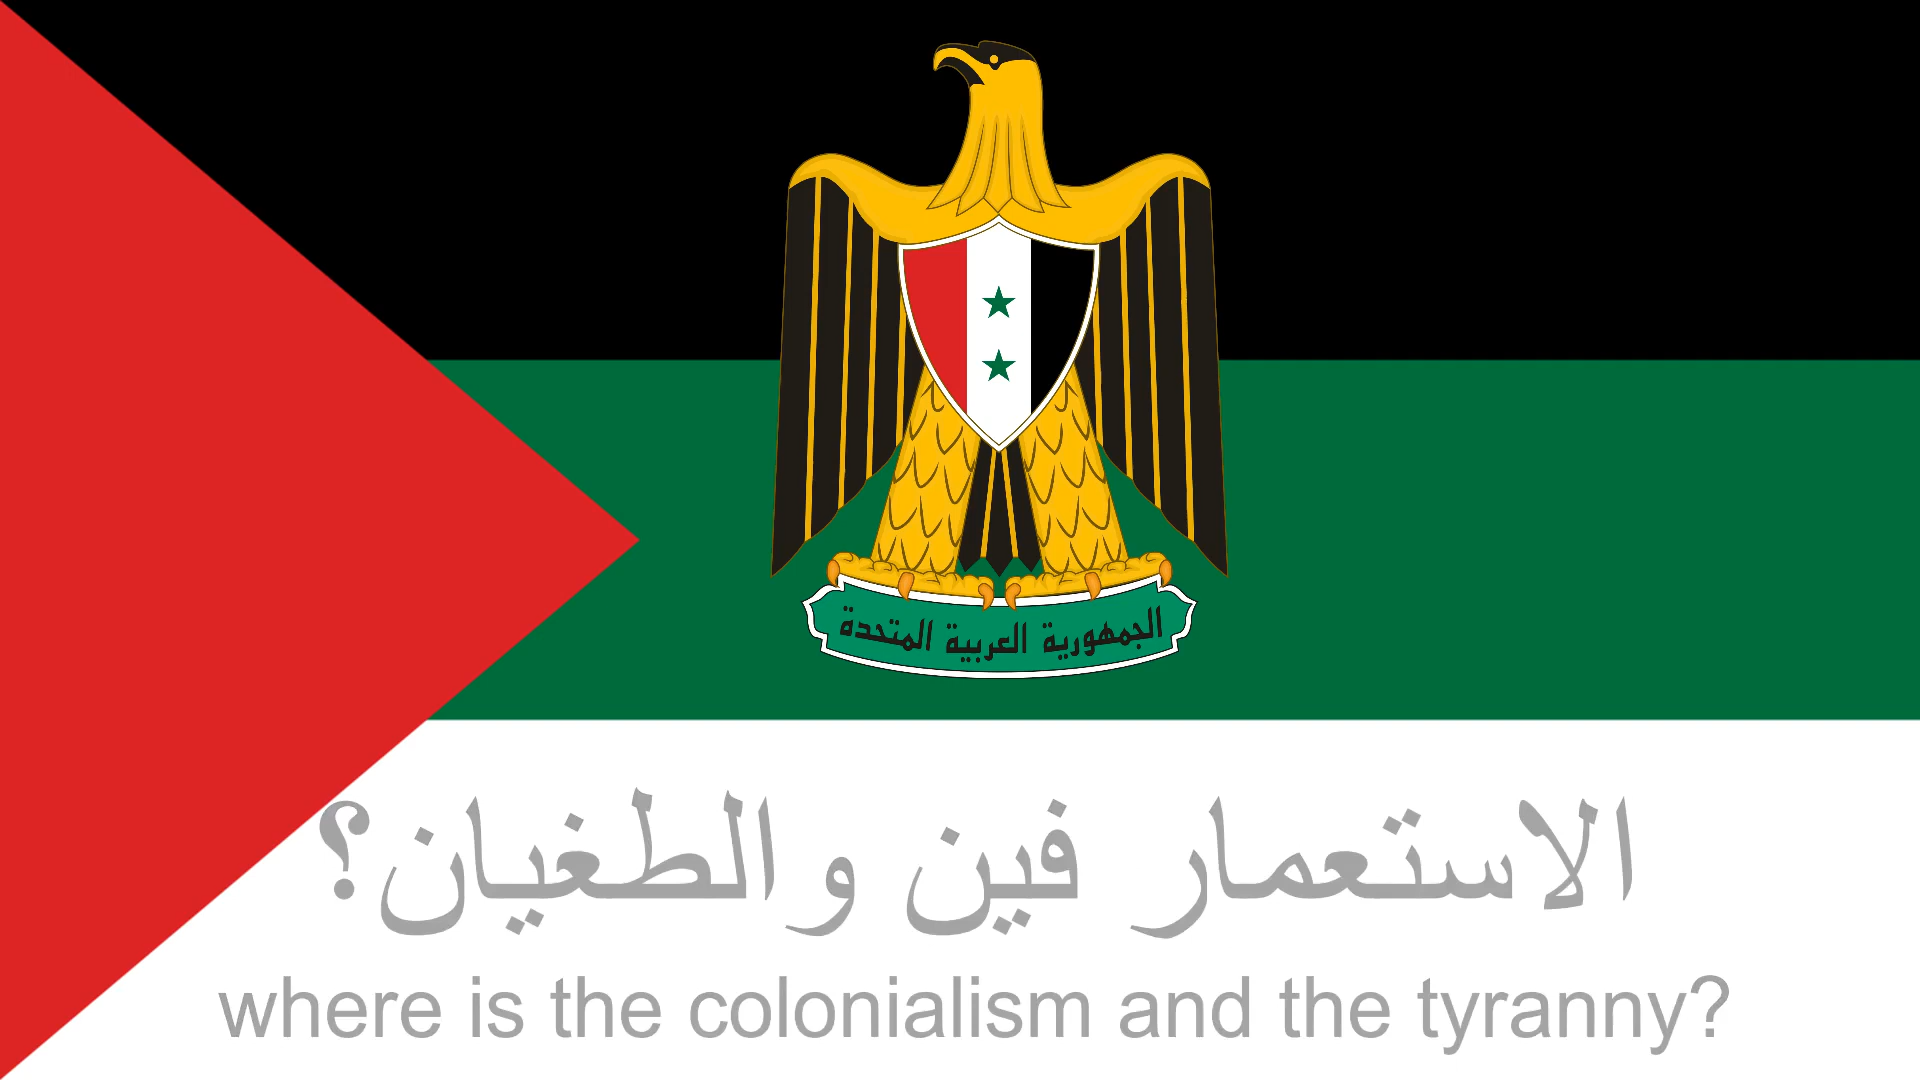 الجمهورية العربية المتحدة
الاستعمار فين والطغيان؟
where is the colonialism and the tyranny?